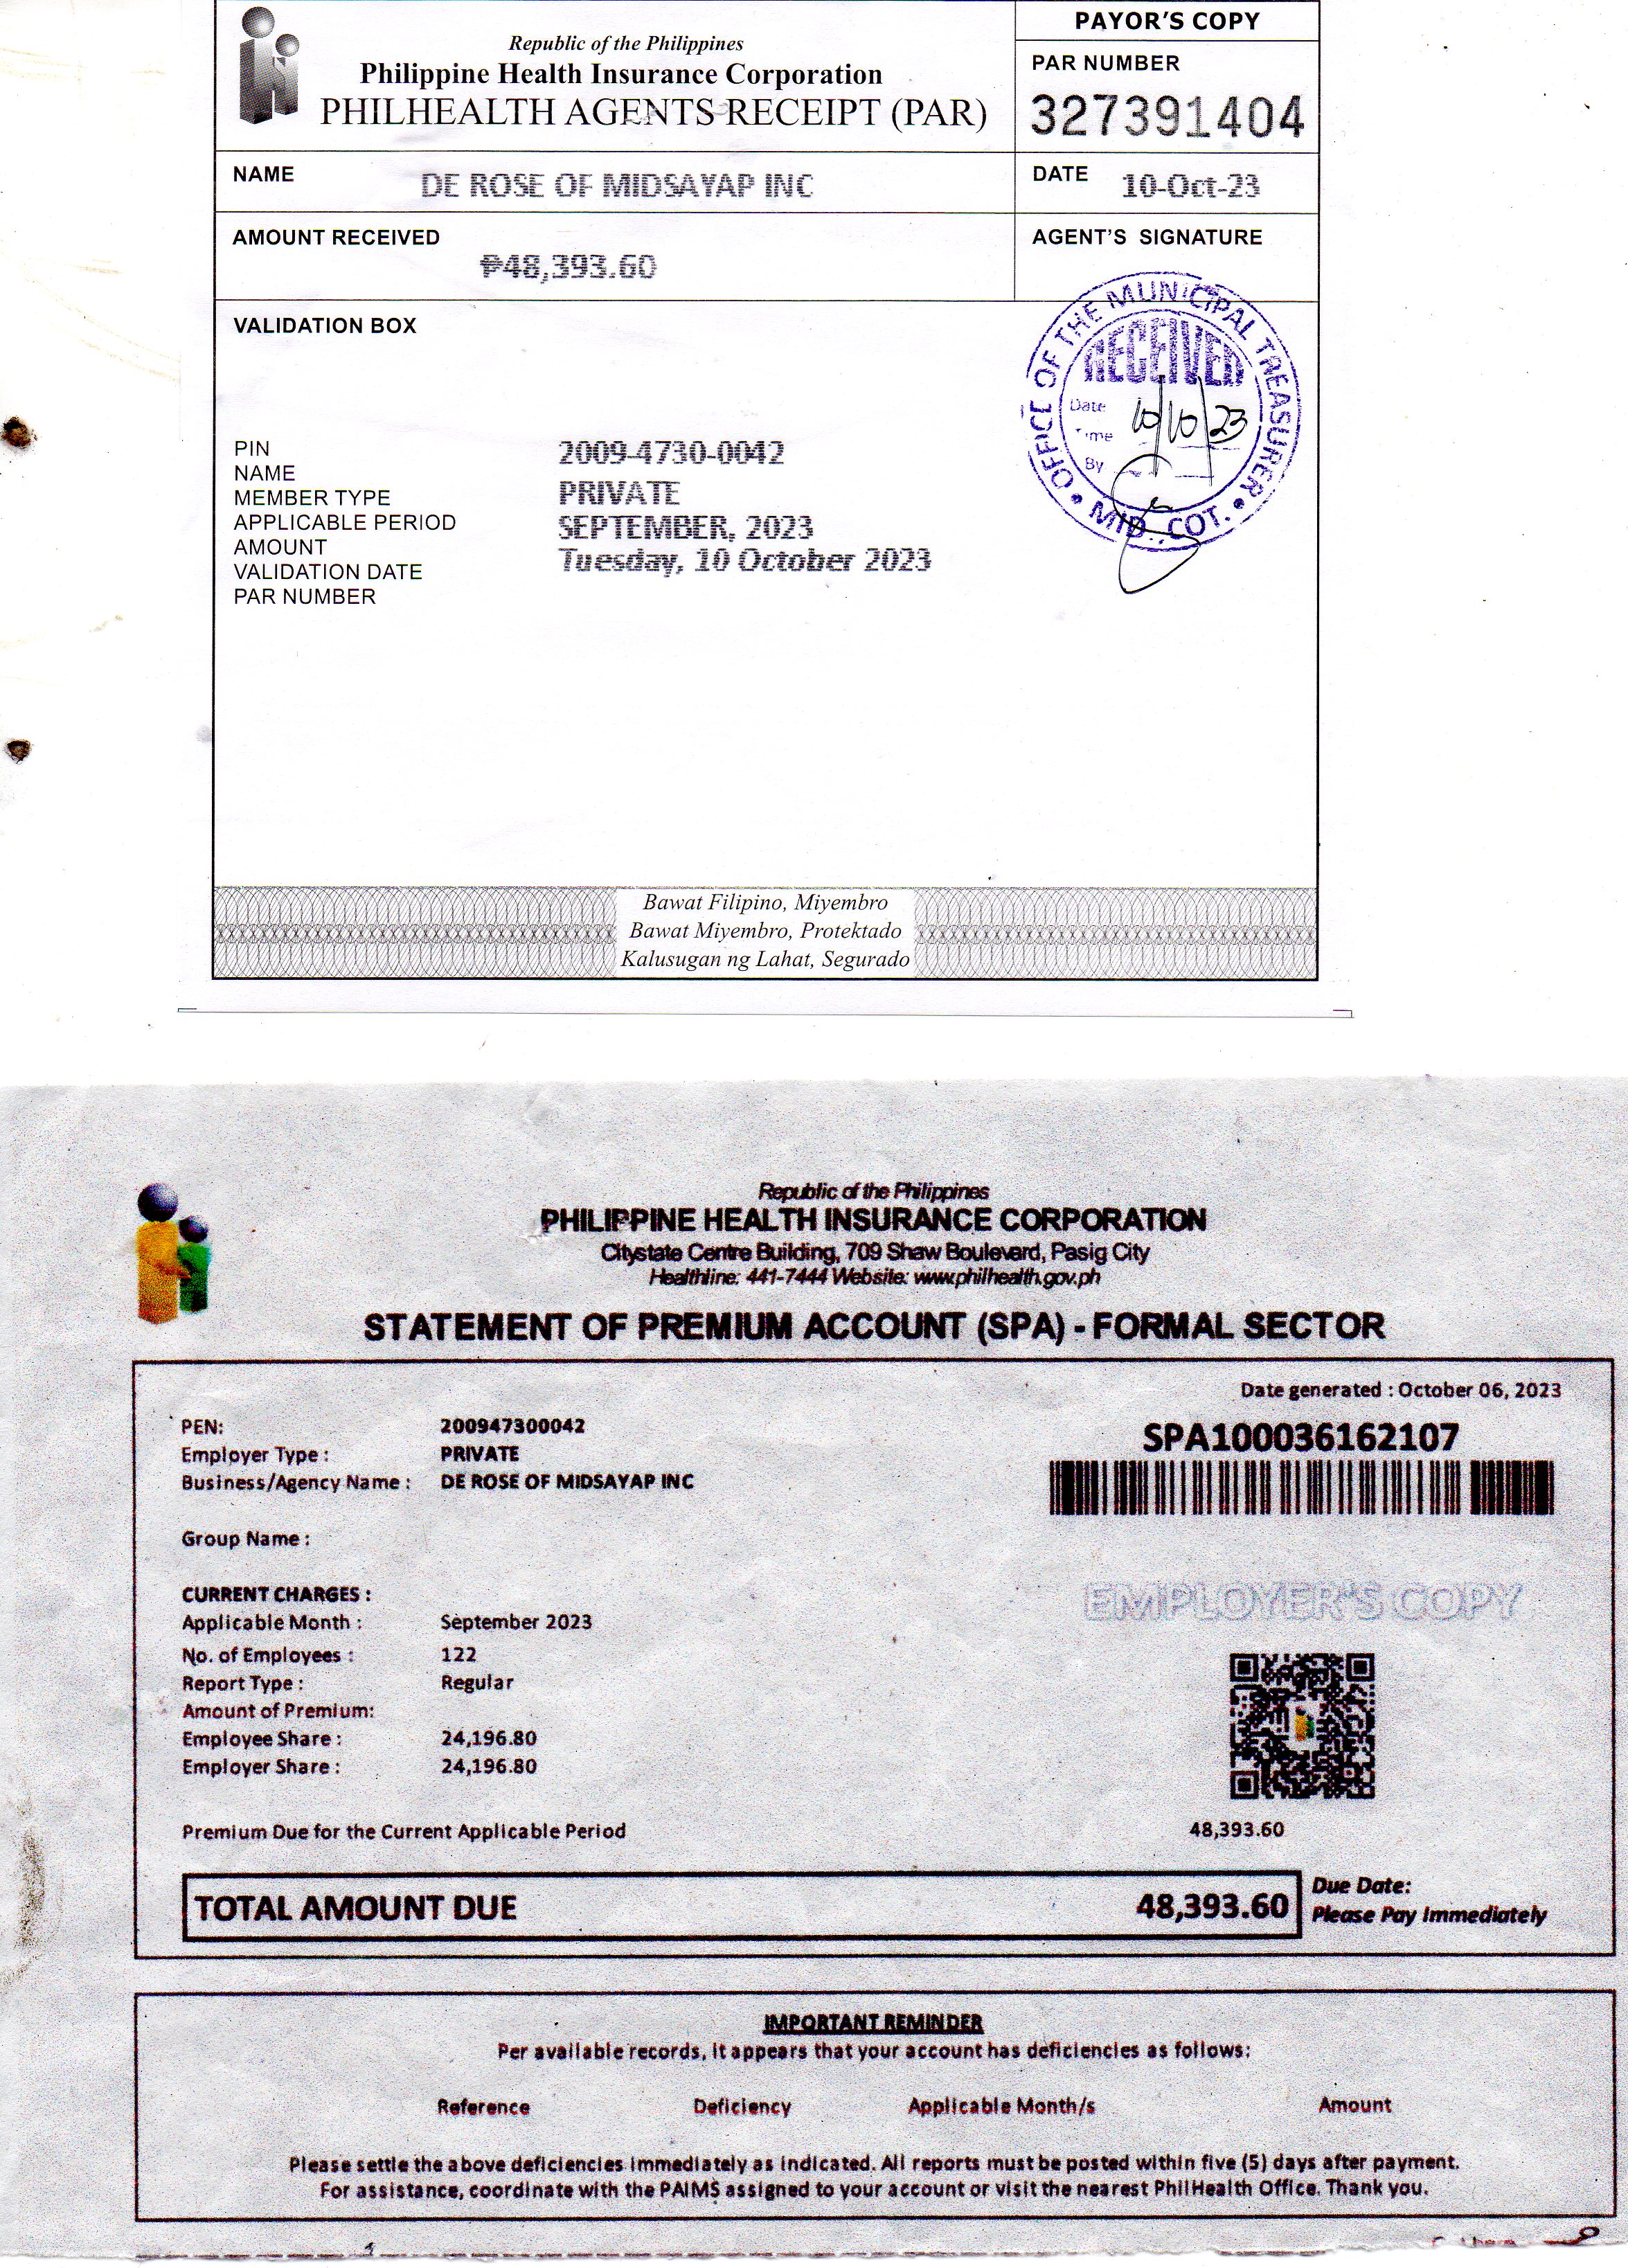 Republic of the Philippines
Philippine Health Insurance Corporation
PHILHEALTH AGENTS RECEIPT (PAR)
PAYOR'S COPY
PAR NUMBER
327391404
NAME
DE ROSE OF MIDSAYAP INC
DATE
10-Oct-23
AMOUNT RECEIVED
₱48,393.60
AGENT'S SIGNATURE
OFFICE OF THE MUNICIPAL TREASURER
RECEIVED
Date 10/10/23
Time
By
MID., COT.
VALIDATION BOX
PIN
2009-4730-0042
NAME
PRIVATE
MEMBER TYPE
APPLICABLE PERIOD
SEPTEMBER, 2023
AMOUNT
Tuesday, 10 October 2023
VALIDATION DATE
PAR NUMBER
Bawat Filipino, Miyembro
Bawat Miyembro, Protektado
Kalusugan ng Lahat, Segurado
Republic of the Philippines
PHILIPPINE HEALTH INSURANCE CORPORATION
Citystate Centre Building, 709 Shaw Boulevard, Pasig City
Healthline: 441-7444 Website: www.philhealth.gov.ph
STATEMENT OF PREMIUM ACCOUNT (SPA) - FORMAL SECTOR
Date generated : October 06, 2023
PEN: 200947300042
SPA100036162107
Employer Type : PRIVATE
Business/Agency Name : DE ROSE OF MIDSAYAP INC
Group Name :
CURRENT CHARGES :
EMPLOYER'S COPY
Applicable Month : September 2023
No. of Employees : 122
Report Type : Regular
Amount of Premium:
Employee Share : 24,196.80
Employer Share : 24,196.80
Premium Due for the Current Applicable Period 48,393.60
TOTAL AMOUNT DUE 48,393.60
Due Date:
Please Pay Immediately
IMPORTANT REMINDER
Per available records, it appears that your account has deficiencies as follows:
Reference Deficiency Applicable Month/s Amount
Please settle the above deficiencies immediately as indicated. All reports must be posted within five (5) days after payment.
For assistance, coordinate with the PAIMS assigned to your account or visit the nearest PhilHealth Office. Thank you.